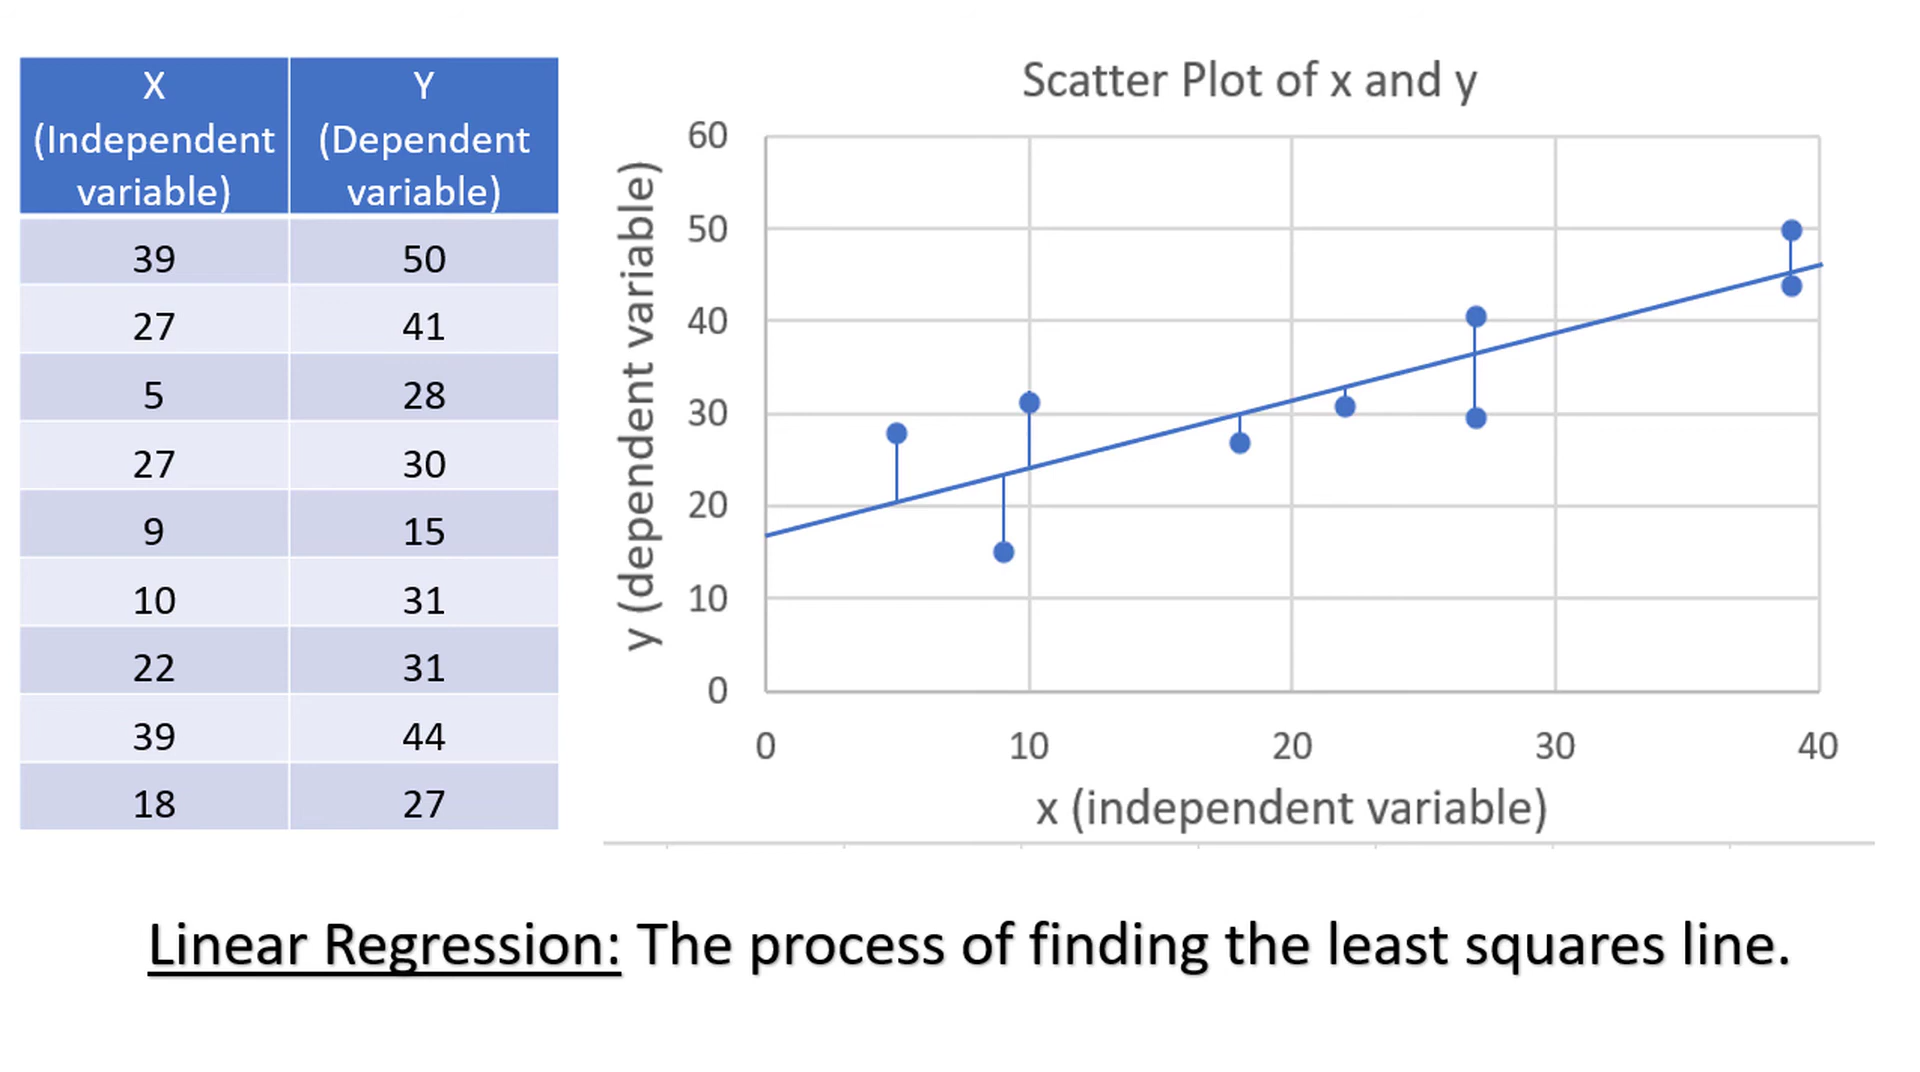 X
(Independent
variable)
Y
(Dependent
variable)
39 50
27 41
5 28
27 30
9 15
10 31
22 31
39 44
18 27
Scatter Plot of x and y
y (dependent variable)
60
50
40
30
20
10
0
0 10 20 30 40
x (independent variable)
Linear Regression: The process of finding the least squares line.